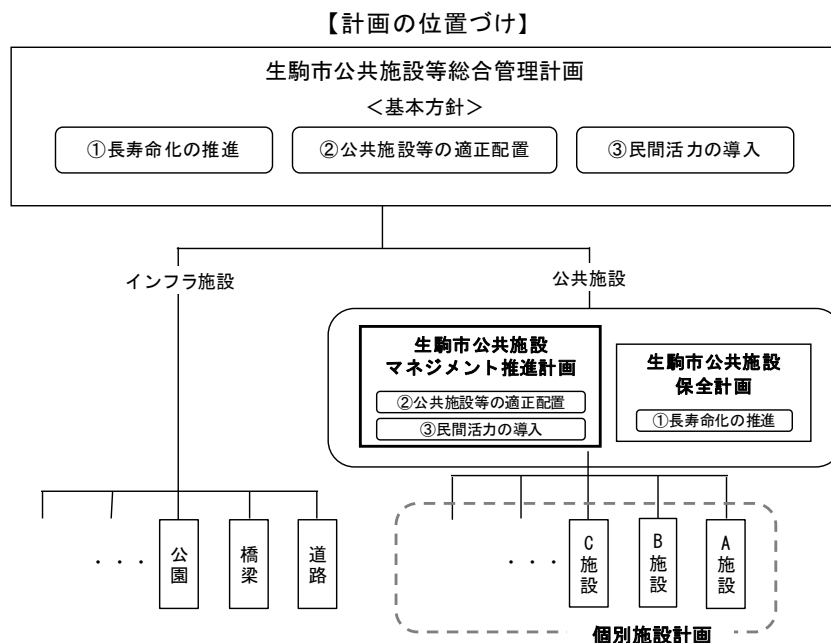 【計画の位置づけ】
生駒市公共施設等総合管理計画
＜基本方針＞
①長寿命化の推進
②公共施設等の適正配置
③民間活力の導入
インフラ施設
公共施設
生駒市公共施設
マネジメント推進計画
②公共施設等の適正配置
③民間活力の導入
生駒市公共施設
保全計画
①長寿命化の推進
・・・
公園
橋梁
道路
・・・
C施設
B施設
A施設
個別施設計画